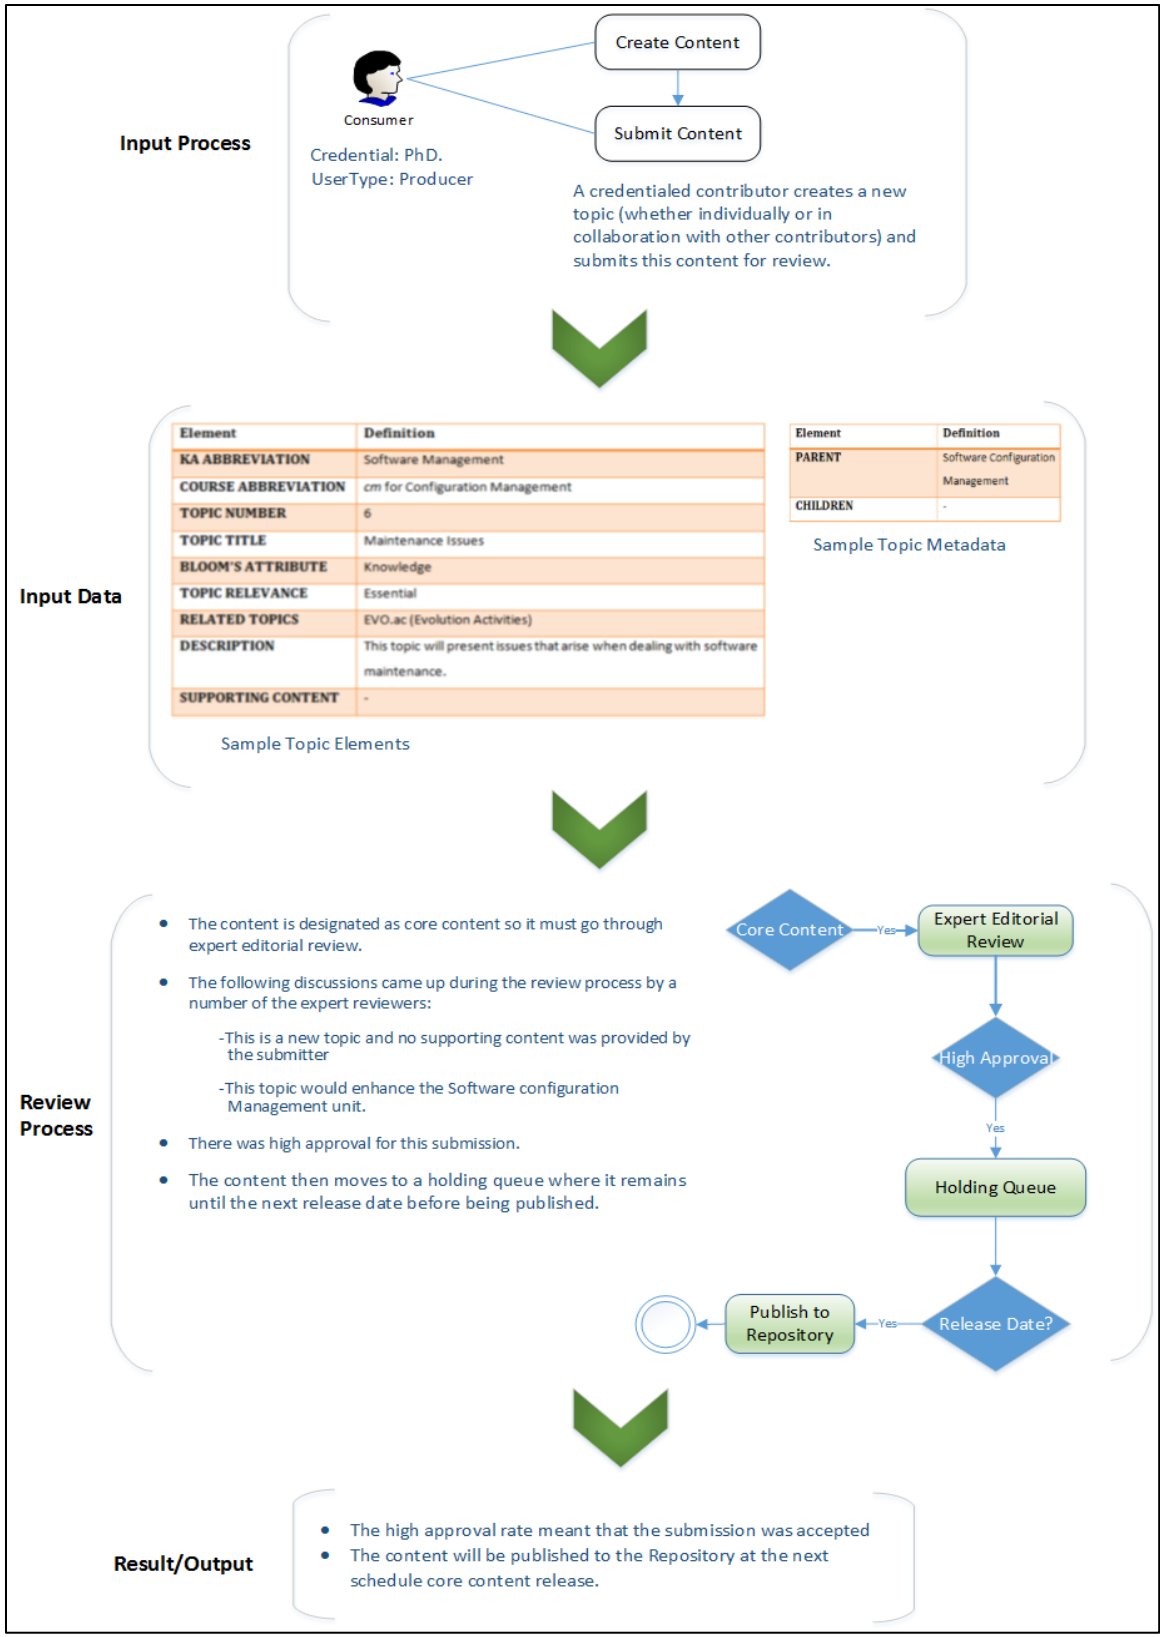 Create Content
Submit Content
Consumer
Input Process
Credential: PhD.
UserType: Producer
A credentialed contributor creates a new
topic (whether individually or in
collaboration with other contributors) and
submits this content for review.
Input Data
Element Definition
KA ABBREVIATION Software Management
COURSE ABBREVIATION cm for Configuration Management
TOPIC NUMBER 6
TOPIC TITLE Maintenance Issues
BLOOM'S ATTRIBUTE Knowledge
TOPIC RELEVANCE Essential
RELATED TOPICS EVO.ac (Evolution Activities)
DESCRIPTION This topic will present issues that arise when dealing with software
maintenance.
SUPPORTING CONTENT -
Sample Topic Elements
Element Definition
PARENT Software Configuration
Management
CHILDREN -
Sample Topic Metadata
Review
Process
• The content is designated as core content so it must go through
expert editorial review.
• The following discussions came up during the review process by a
number of the expert reviewers:
-This is a new topic and no supporting content was provided by
the submitter
-This topic would enhance the Software configuration
Management unit.
• There was high approval for this submission.
• The content then moves to a holding queue where it remains
until the next release date before being published.
Core Content
Yes
Expert Editorial
Review
High Approval
Yes
Holding Queue
Release Date?
Yes
Publish to
Repository
Result/Output
• The high approval rate meant that the submission was accepted
• The content will be published to the Repository at the next
schedule core content release.